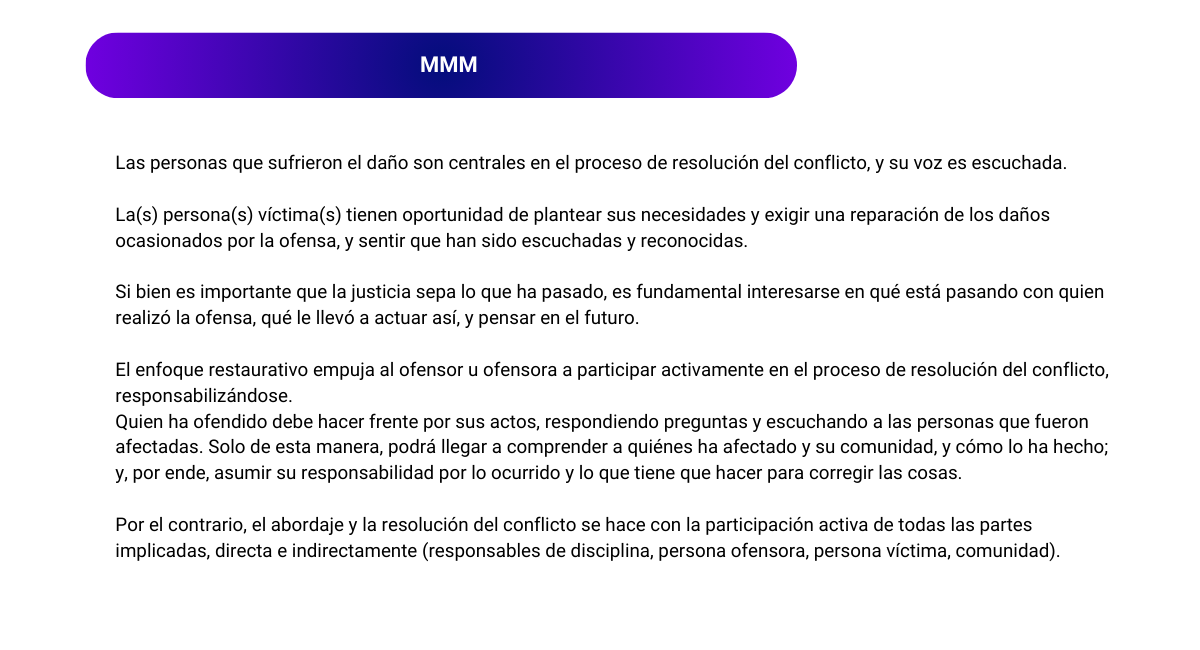 MMM
Las personas que sufrieron el daño son centrales en el proceso de resolución del conflicto, y su voz es escuchada.
La(s) persona(s) víctima(s) tienen oportunidad de plantear sus necesidades y exigir una reparación de los daños
ocasionados por la ofensa, y sentir que han sido escuchadas y reconocidas.
Si bien es importante que la justicia sepa lo que ha pasado, es fundamental interesarse en qué está pasando con quien
realizó la ofensa, qué le llevó a actuar así, y pensar en el futuro.
El enfoque restaurativo empuja al ofensor u ofensora a participar activamente en el proceso de resolución del conflicto,
responsabilizándose.
Quien ha ofendido debe hacer frente por sus actos, respondiendo preguntas y escuchando a las personas que fueron
afectadas. Solo de esta manera, podrá llegar a comprender a quiénes ha afectado y su comunidad, y cómo lo ha hecho;
y, por ende, asumir su responsabilidad por lo ocurrido y lo que tiene que hacer para corregir las cosas.
Por el contrario, el abordaje y la resolución del conflicto se hace con la participación activa de todas las partes
implicadas, directa e indirectamente (responsables de disciplina, persona ofensora, persona víctima, comunidad).